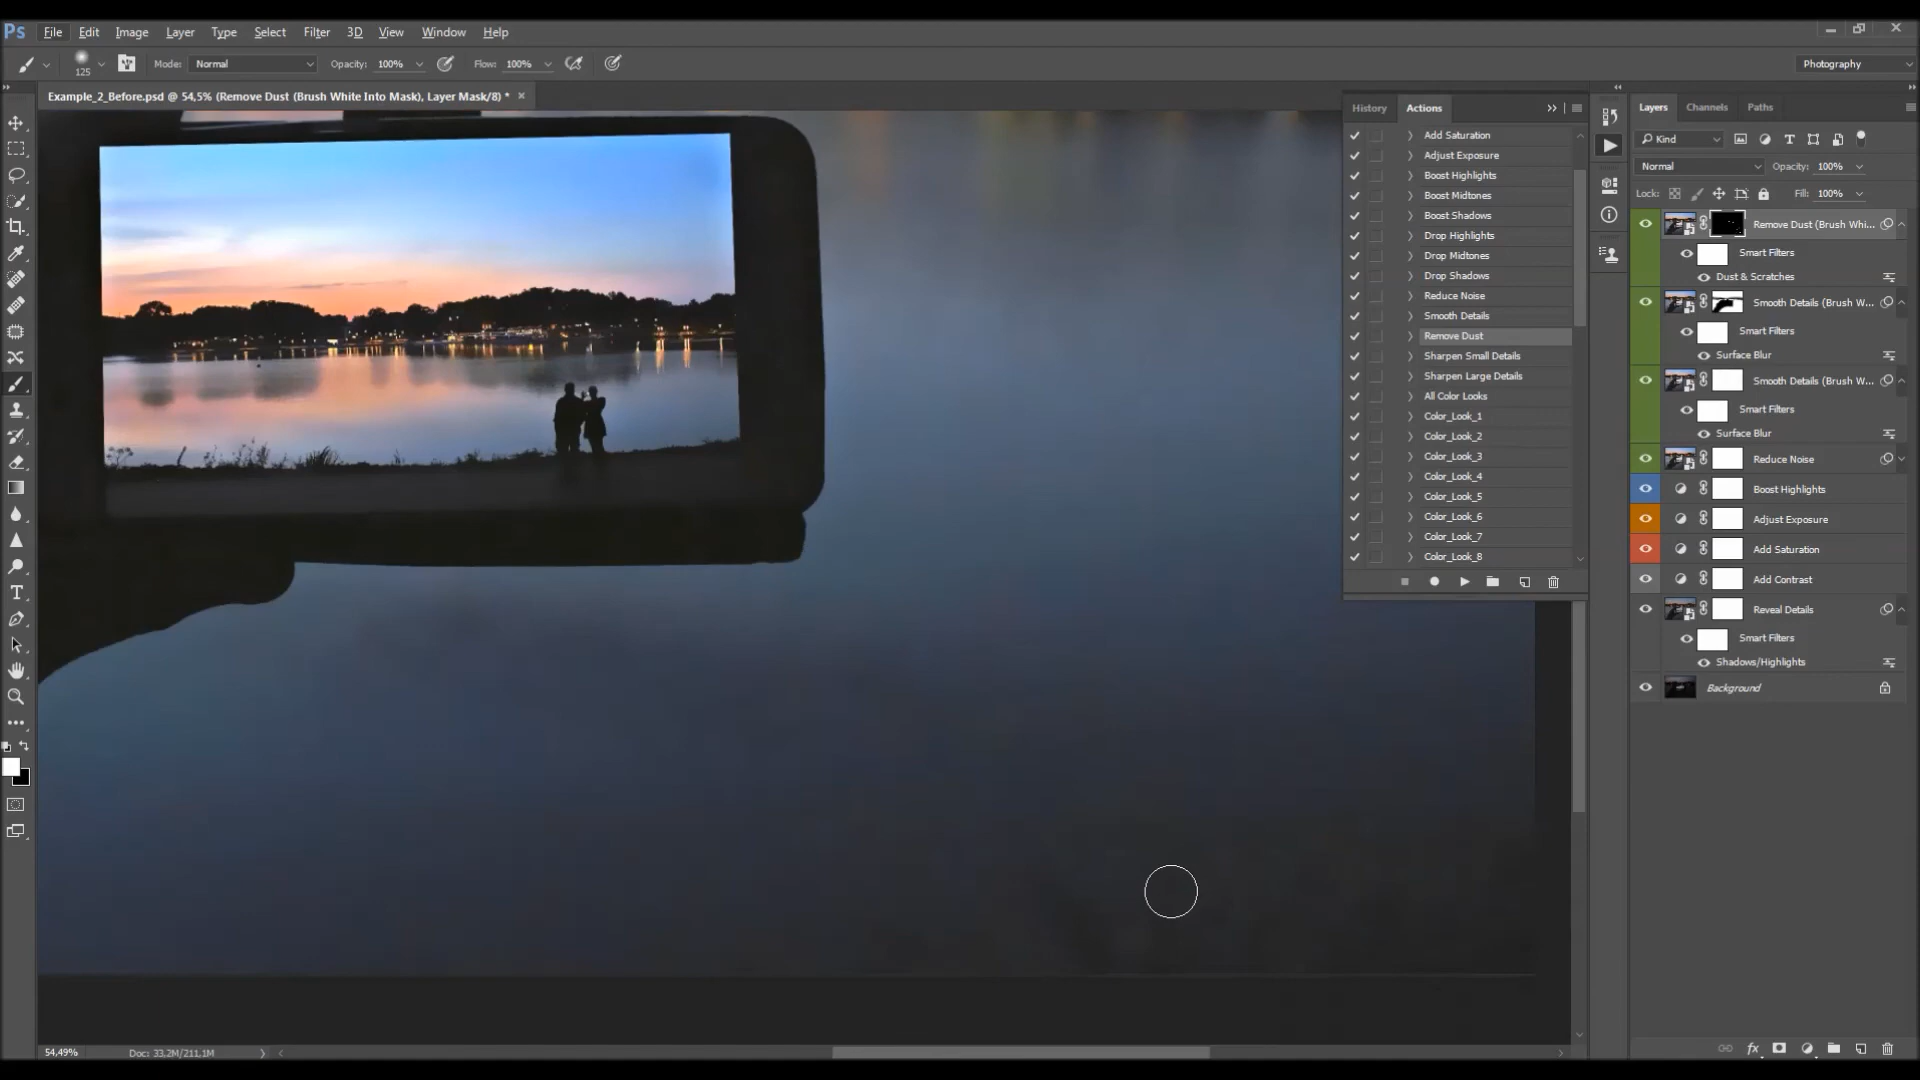 Ps File Edit Image Layer Type Select Filter 3D View Window Help
125 Mode: Normal Opacity: 100% Flow: 100% Photography
Example_2_Before.psd @ 54,5% (Remove Dust (Brush White Into Mask), Layer Mask/8) * ×
History Actions
Add Saturation
Adjust Exposure
Boost Highlights
Boost Midtones
Boost Shadows
Drop Highlights
Drop Midtones
Drop Shadows
Reduce Noise
Smooth Details
Remove Dust
Sharpen Small Details
Sharpen Large Details
All Color Looks
Color_Look_1
Color_Look_2
Color_Look_3
Color_Look_4
Color_Look_5
Color_Look_6
Color_Look_7
Color_Look_8
Layers Channels Paths
Kind
Normal Opacity: 100%
Lock: Fill: 100%
Remove Dust (Brush Whi...
Smart Filters
Dust & Scratches
Smooth Details (Brush W...
Smart Filters
Surface Blur
Smooth Details (Brush W...
Smart Filters
Surface Blur
Reduce Noise
Boost Highlights
Adjust Exposure
Add Saturation
Add Contrast
Reveal Details
Smart Filters
Shadows/Highlights
Background
54,49% Doc: 33,2M/211,1M